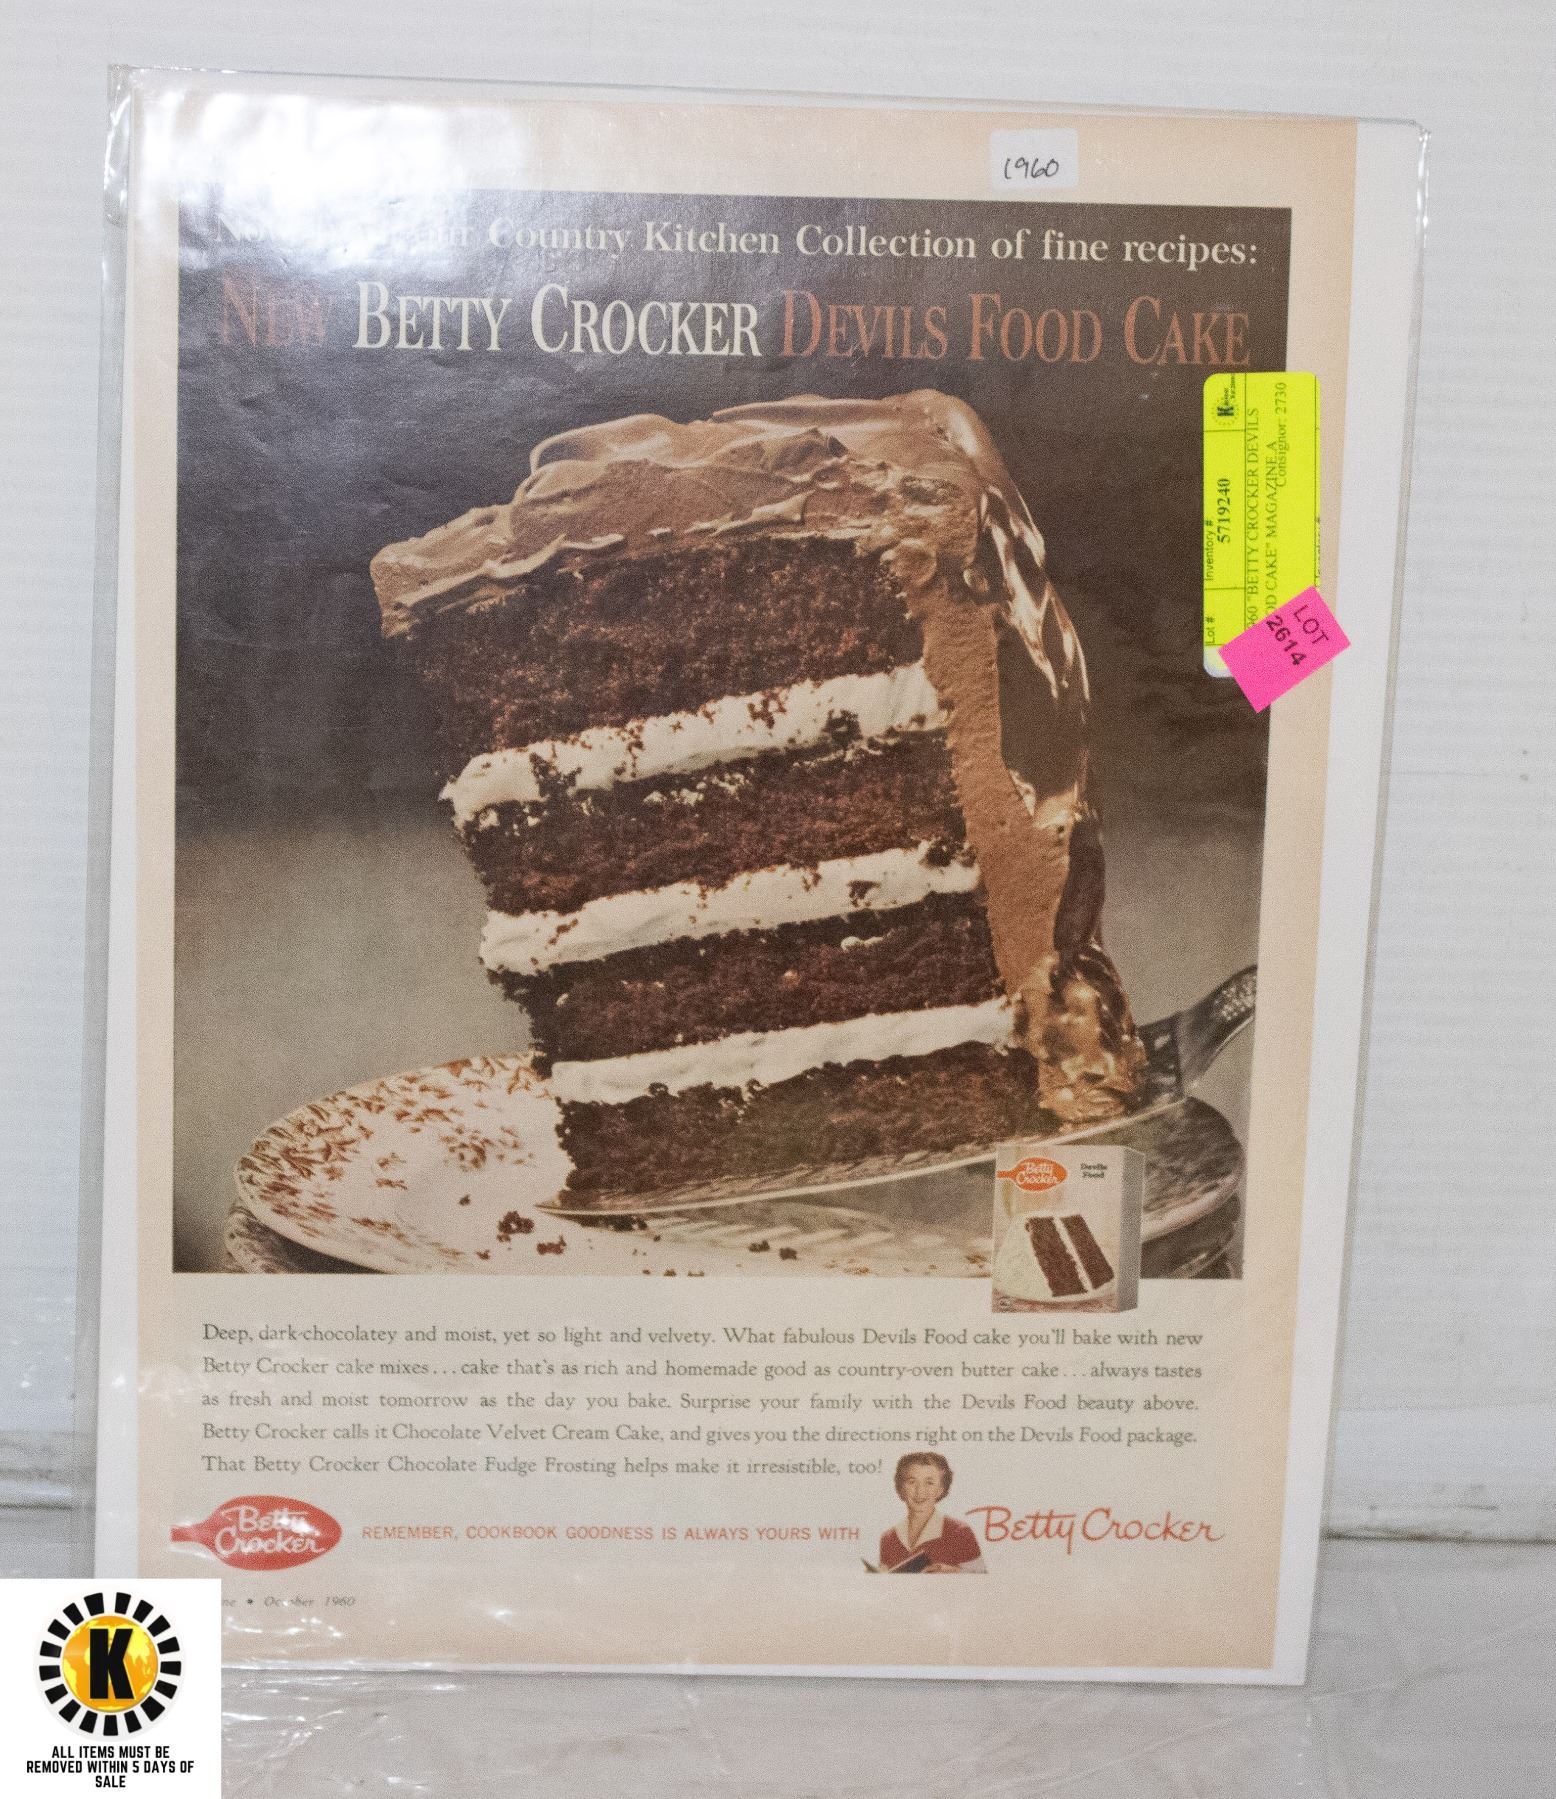 1960
Country Kitchen Collection of fine recipes:
NEW BETTY CROCKER DEVILS FOOD CAKE
Lot #: Inventory #:
5719240
"BETTY CROCKER DEVILS
CAKE" MAGAZINE A
Consignor: 2730
LOT
2614
Betty
Crocker
Devils
Food
Deep, dark-chocolatey and moist, yet so light and velvety. What fabulous Devils Food cake you'll bake with new
Betty Crocker cake mixes...cake that's as rich and homemade good as country-oven butter cake...always tastes
as fresh and moist tomorrow as the day you bake. Surprise your family with the Devils Food beauty above.
Betty Crocker calls it Chocolate Velvet Cream Cake, and gives you the directions right on the Devils Food package.
That Betty Crocker Chocolate Fudge Frosting helps make it irresistible, too!
Betty
Crocker
REMEMBER, COOKBOOK GOODNESS IS ALWAYS YOURS WITH
Betty Crocker
• October 1960
K
ALL ITEMS MUST BE
REMOVED WITHIN 5 DAYS OF
SALE